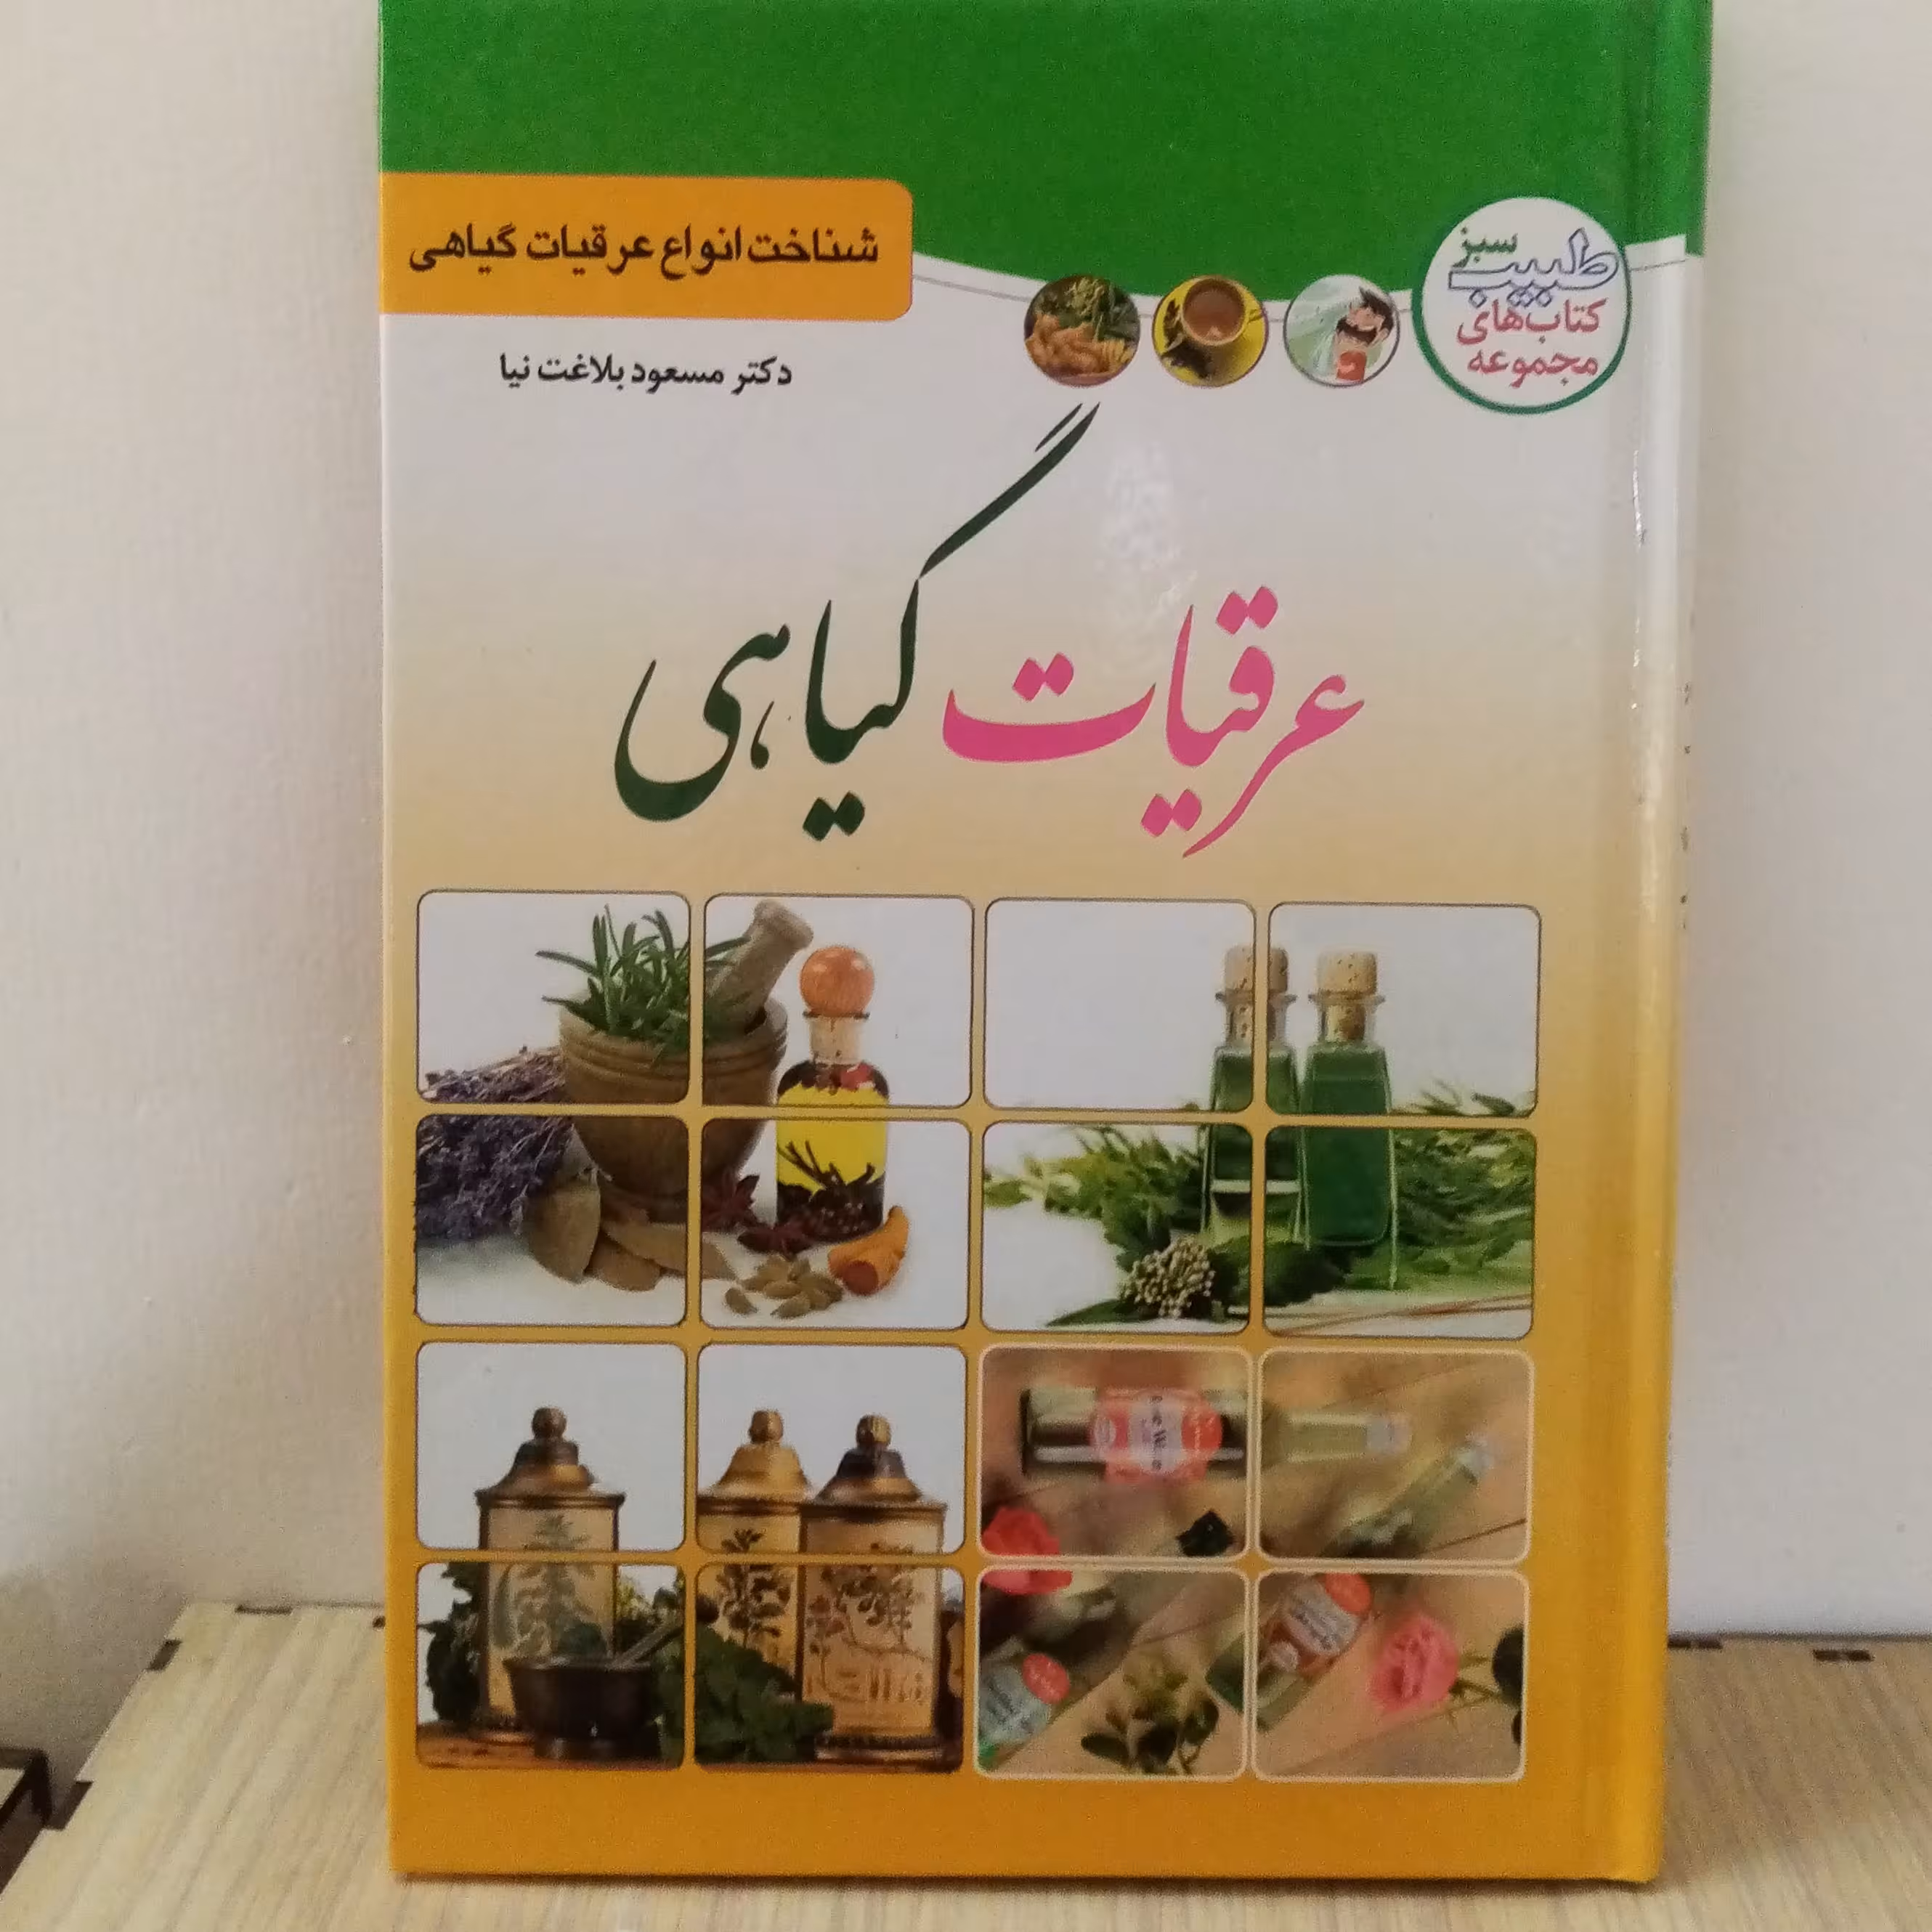 شناخت انواع عرقیات گیاهی
دکتر مسعود بلاغت نیا
سبز
طبیب
کتاب‌های
مجموعه
عرقیات گیاهی